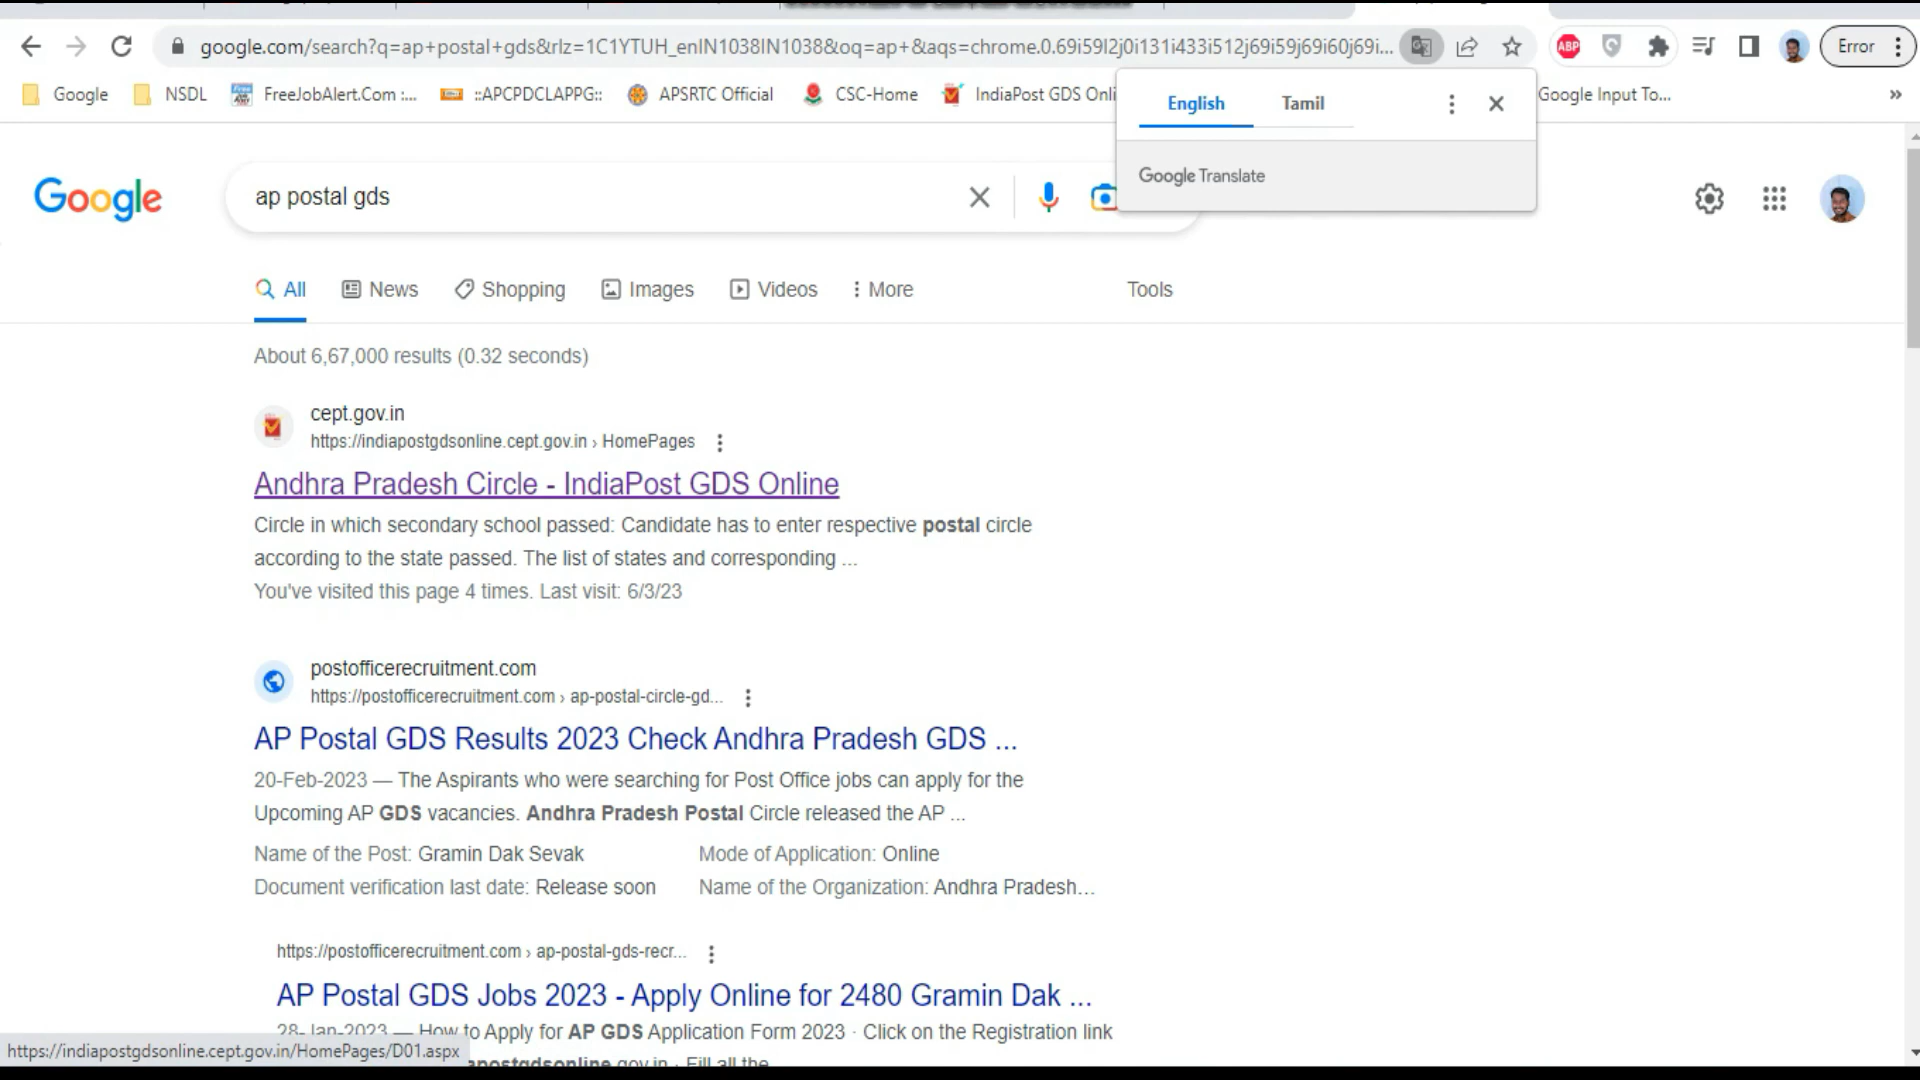 google.com/search?q=ap+postal+gds&rlz=1C1YTUH_enIN1038IN1038&oq=ap+&aqs=chrome.0.69i59l2j0i131i433i512j69i59j69i60j69i...
ABP
Error
Google
NSDL
FreeJobAlert.Com :...
::APCPDCLAPPG::
APSRTC Official
CSC-Home
IndiaPost GDS Onli
Google Input To...
»
English
Tamil
Google Translate
Google
ap postal gds
All
News
Shopping
Images
Videos
More
Tools
About 6,67,000 results (0.32 seconds)
cept.gov.in
https://indiapostgdsonline.cept.gov.in › HomePages
Andhra Pradesh Circle - IndiaPost GDS Online
Circle in which secondary school passed: Candidate has to enter respective postal circle
according to the state passed. The list of states and corresponding ...
You've visited this page 4 times. Last visit: 6/3/23
postofficerecruitment.com
https://postofficerecruitment.com › ap-postal-circle-gd...
AP Postal GDS Results 2023 Check Andhra Pradesh GDS ...
20-Feb-2023 — The Aspirants who were searching for Post Office jobs can apply for the
Upcoming AP GDS vacancies. Andhra Pradesh Postal Circle released the AP ...
Name of the Post: Gramin Dak Sevak
Mode of Application: Online
Document verification last date: Release soon
Name of the Organization: Andhra Pradesh...
https://postofficerecruitment.com › ap-postal-gds-recr...
AP Postal GDS Jobs 2023 - Apply Online for 2480 Gramin Dak ...
28-Jan-2023 — How to Apply for AP GDS Application Form 2023 · Click on the Registration link
https://indiapostgdsonline.cept.gov.in/HomePages/D01.aspx
apostgdsonline.gov.in · Fill all the